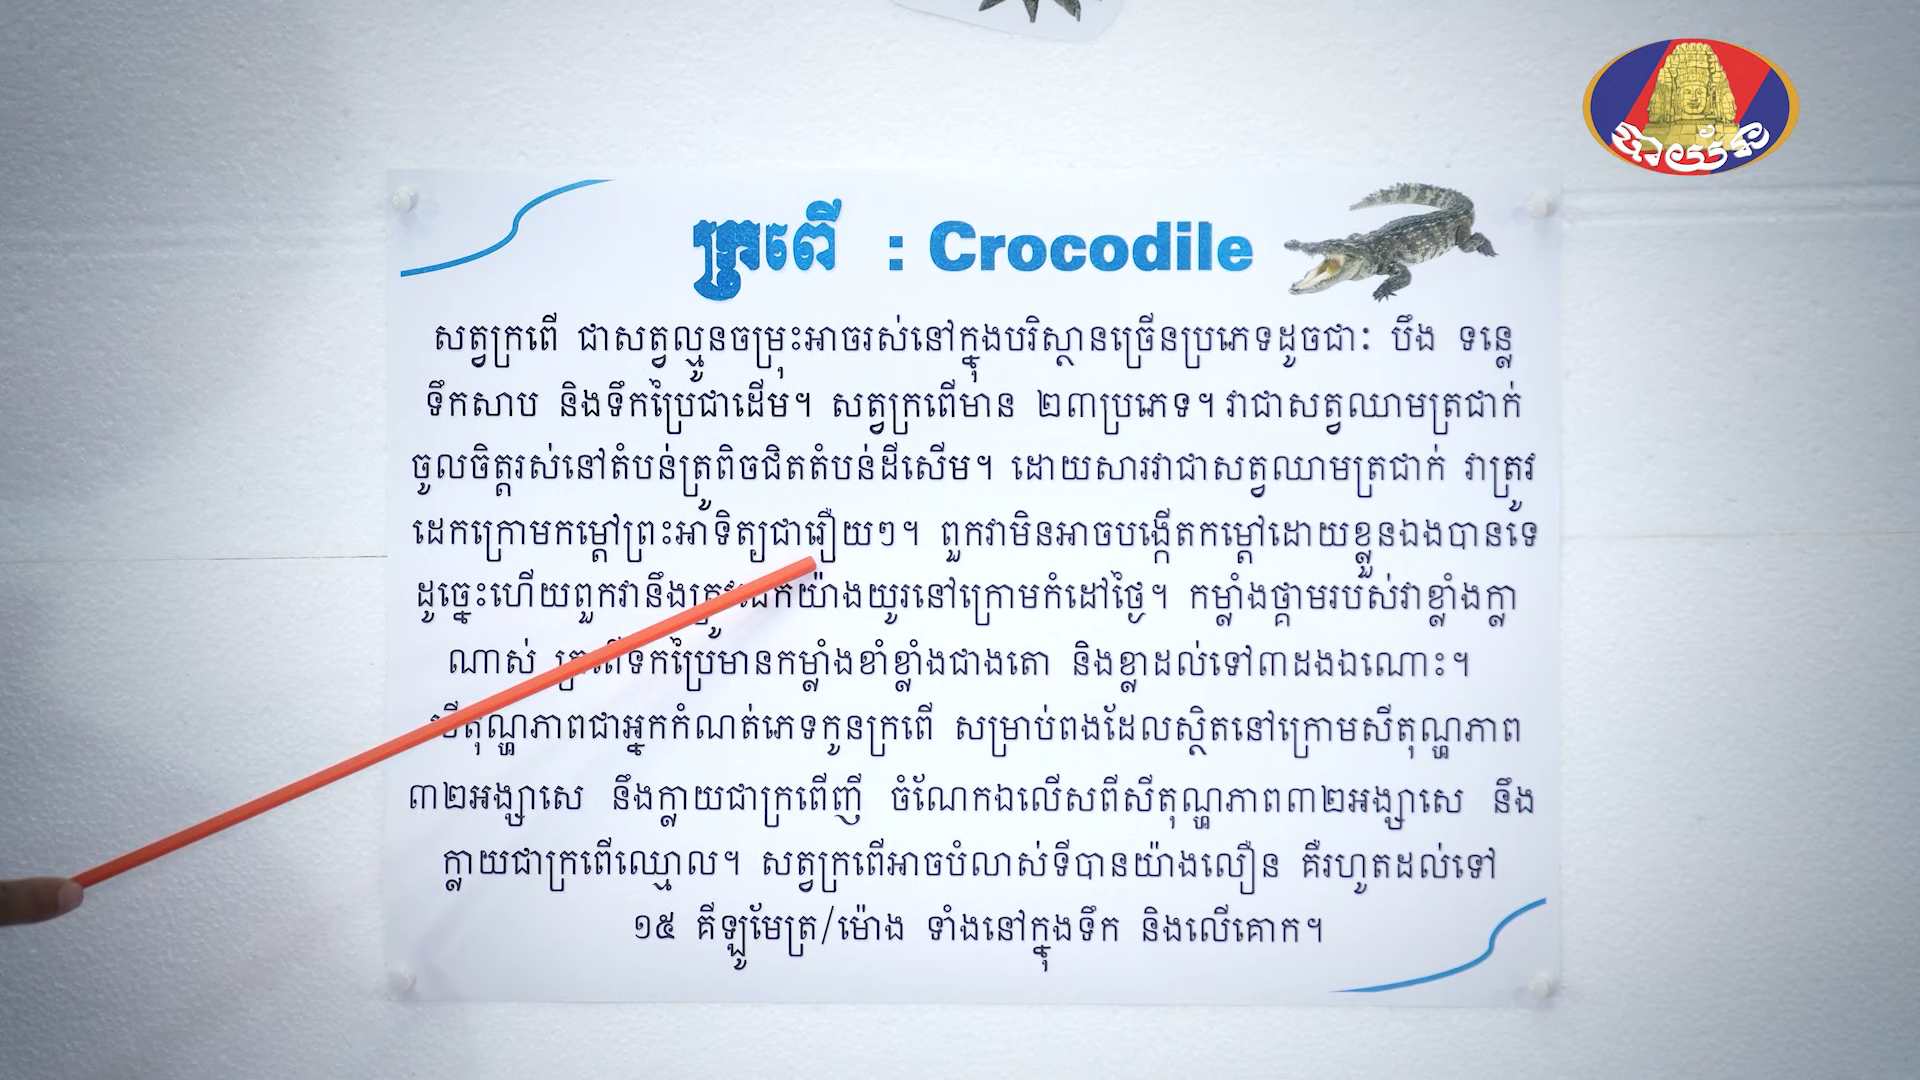 បាយ័ន
ក្រពើ : Crocodile
សត្វក្រពើ ជាសត្វល្មូនចម្រុះអាចរស់នៅក្នុងបរិស្ថានច្រើនប្រភេទដូចជា: បឹង ទន្លេ
ទឹកសាប និងទឹកប្រៃជាដើម។ សត្វក្រពើមាន ២៣ប្រភេទ។ វាជាសត្វឈាមត្រជាក់
ចូលចិត្តរស់នៅតំបន់ត្រូពិចជិតតំបន់ដីសើម។ ដោយសារវាជាសត្វឈាមត្រជាក់ វាត្រូវ
ដេកក្រោមកម្តៅព្រះអាទិត្យជារឿយៗ។ ពួកវាមិនអាចបង្កើតកម្តៅដោយខ្លួនឯងបានទេ
ដូច្នេះហើយពួកវានឹងត្រូវដេកយ៉ាងយូរនៅក្រោមកំដៅថ្ងៃ។ កម្លាំងថ្គាមរបស់វាខ្លាំងក្លា
ណាស់ ក្រពើទឹកប្រៃមានកម្លាំងខាំខ្លាំងជាងតោ និងខ្លាដល់ទៅ៣ដងឯណោះ។
សីតុណ្ហភាពជាអ្នកកំណត់ភេទកូនក្រពើ សម្រាប់ពងដែលស្ថិតនៅក្រោមសីតុណ្ហភាព
៣២អង្សាសេ នឹងក្លាយជាក្រពើញី ចំណែកឯលើសពីសីតុណ្ហភាព៣២អង្សាសេ នឹង
ក្លាយជាក្រពើឈ្មោល។ សត្វក្រពើអាចបំលាស់ទីបានយ៉ាងលឿន គឺរហូតដល់ទៅ
១៥ គីឡូមែត្រ/ម៉ោង ទាំងនៅក្នុងទឹក និងលើគោក។